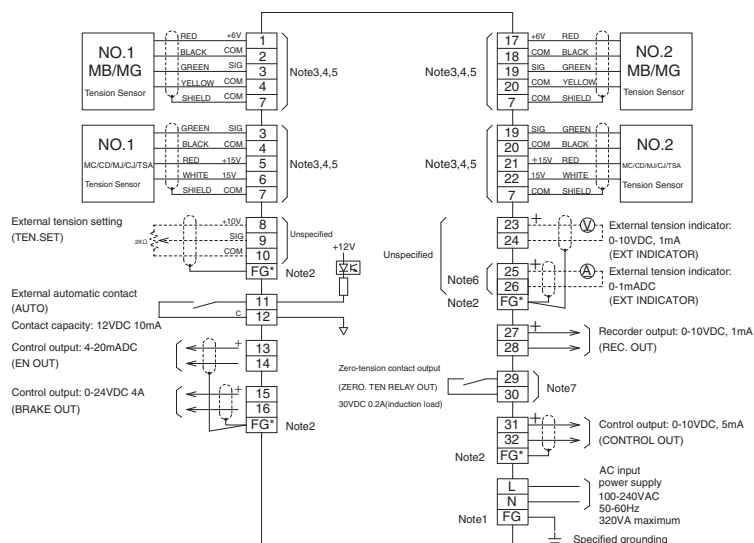 NO.1
MB/MG
Tension Sensor
RED +6V 1
BLACK COM 2
GREEN SIG 3
YELLOW COM 4
SHIELD COM 7
Note3,4,5
NO.1
MC/CD/MJ/CJ/TSA
Tension Sensor
GREEN SIG 3
BLACK COM 4
RED +15V 5
WHITE 15V 6
SHIELD COM 7
Note3,4,5
External tension setting
(TEN.SET)
2KΩ
+10V 8
SIG 9
COM 10
FG* Note2
Unspecified
+12V
External automatic contact
(AUTO)
Contact capacity: 12VDC 10mA
11
C 12
Control output: 4-20mADC
(EN OUT)
+ 13
14
Control output: 0-24VDC 4A
(BRAKE OUT)
+ 15
16
FG* Note2
17 +6V RED
18 COM BLACK
19 SIG GREEN
20 COM YELLOW
7 COM SHIELD
Note3,4,5
NO.2
MB/MG
Tension Sensor
19 SIG GREEN
20 COM BLACK
21 +15V RED
22 15V WHITE
7 COM SHIELD
Note3,4,5
NO.2
MC/CD/MJ/CJ/TSA
Tension Sensor
Unspecified
23 + V
24
External tension indicator:
0-10VDC, 1mA
(EXT INDICATOR)
Note6
25 + A
26
Note2 FG*
External tension indicator:
0-1mADC
(EXT INDICATOR)
27 +
28
Recorder output: 0-10VDC, 1mA
(REC. OUT)
Zero-tension contact output
(ZERO. TEN RELAY OUT)
30VDC 0.2A(induction load)
29
30
Note7
31 +
32
Note2 FG*
Control output: 0-10VDC, 5mA
(CONTROL OUT)
L
N
Note1 FG
AC input
power supply
100-240VAC
50-60Hz
320VA maximum
Specified grounding